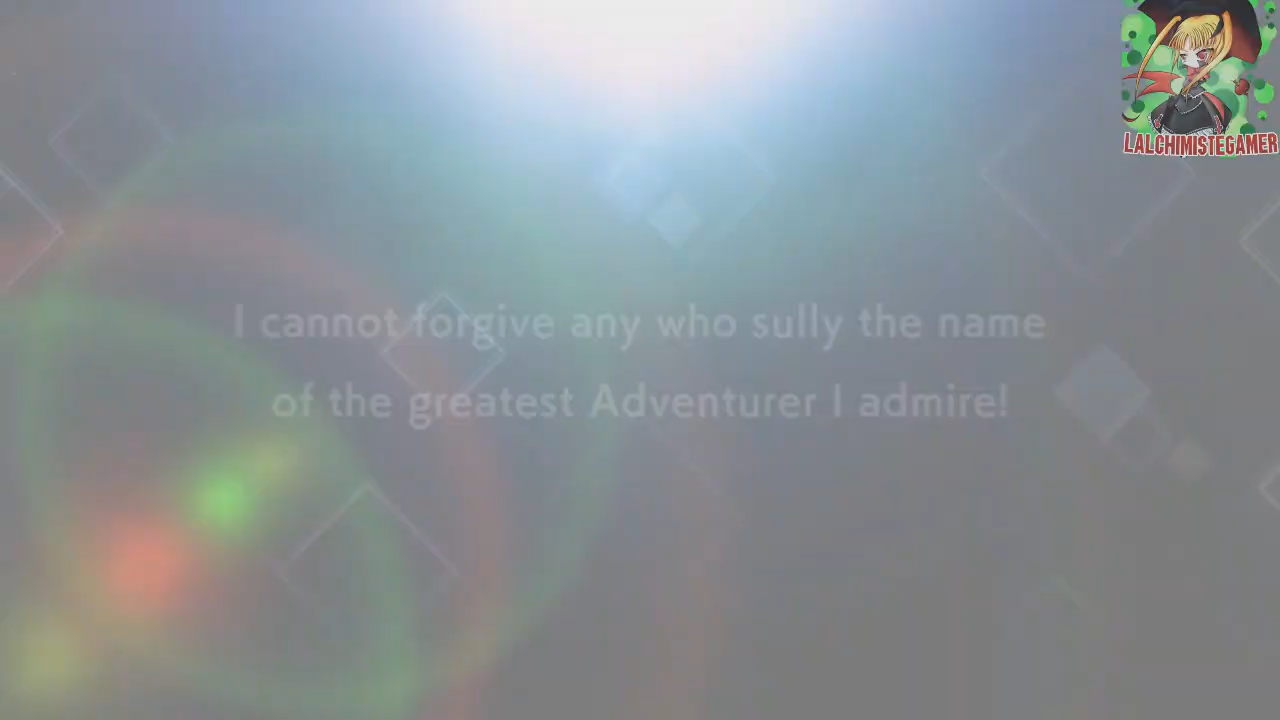 LALCHIMISTEGAMER
I cannot forgive any who sully the name
of the greatest Adventurer I admire!